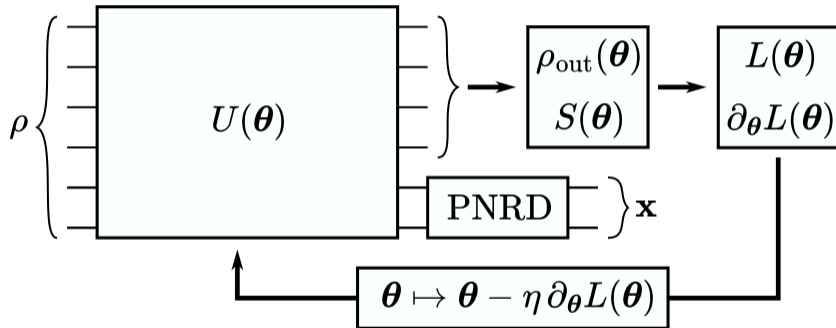 ρ
U(𝜽)
ρ_out(𝜽)
S(𝜽)
L(𝜽)
∂_𝜽L(𝜽)
PNRD
𝐱
𝜽 ↦ 𝜽 − η ∂_𝜽L(𝜽)